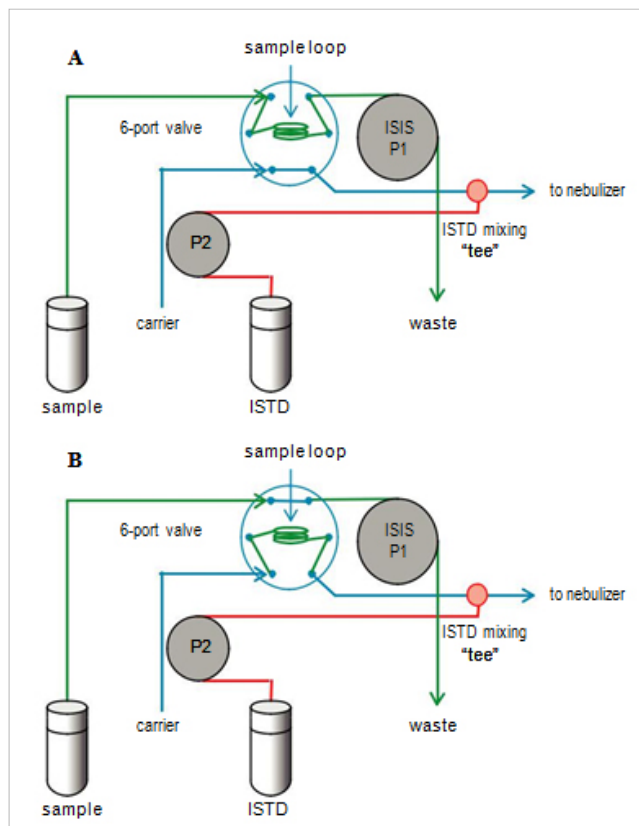 A
sample loop
6-port valve
ISIS
P1
to nebulizer
ISTD mixing
"tee"
P2
carrier
waste
sample
ISTD
B
sample loop
6-port valve
ISIS
P1
to nebulizer
ISTD mixing
"tee"
P2
carrier
waste
sample
ISTD